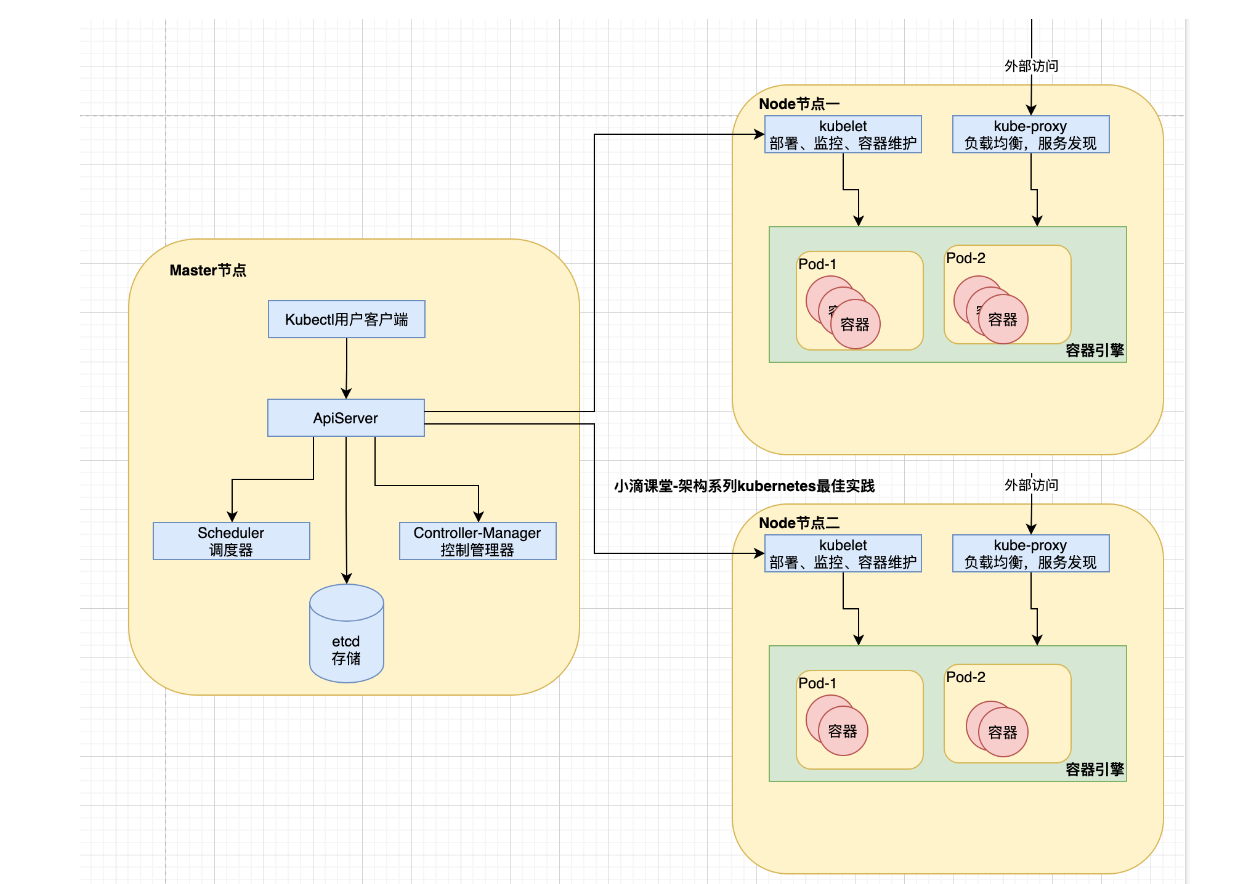 Master节点
Kubectl用户客户端
ApiServer
Scheduler
调度器
Controller-Manager
控制管理器
etcd
存储
外部访问
Node节点一
kubelet
部署、监控、容器维护
kube-proxy
负载均衡，服务发现
Pod-1
容器
Pod-2
容器
容器引擎
小滴课堂-架构系列kubernetes最佳实践
外部访问
Node节点二
kubelet
部署、监控、容器维护
kube-proxy
负载均衡，服务发现
Pod-1
容器
Pod-2
容器
容器引擎